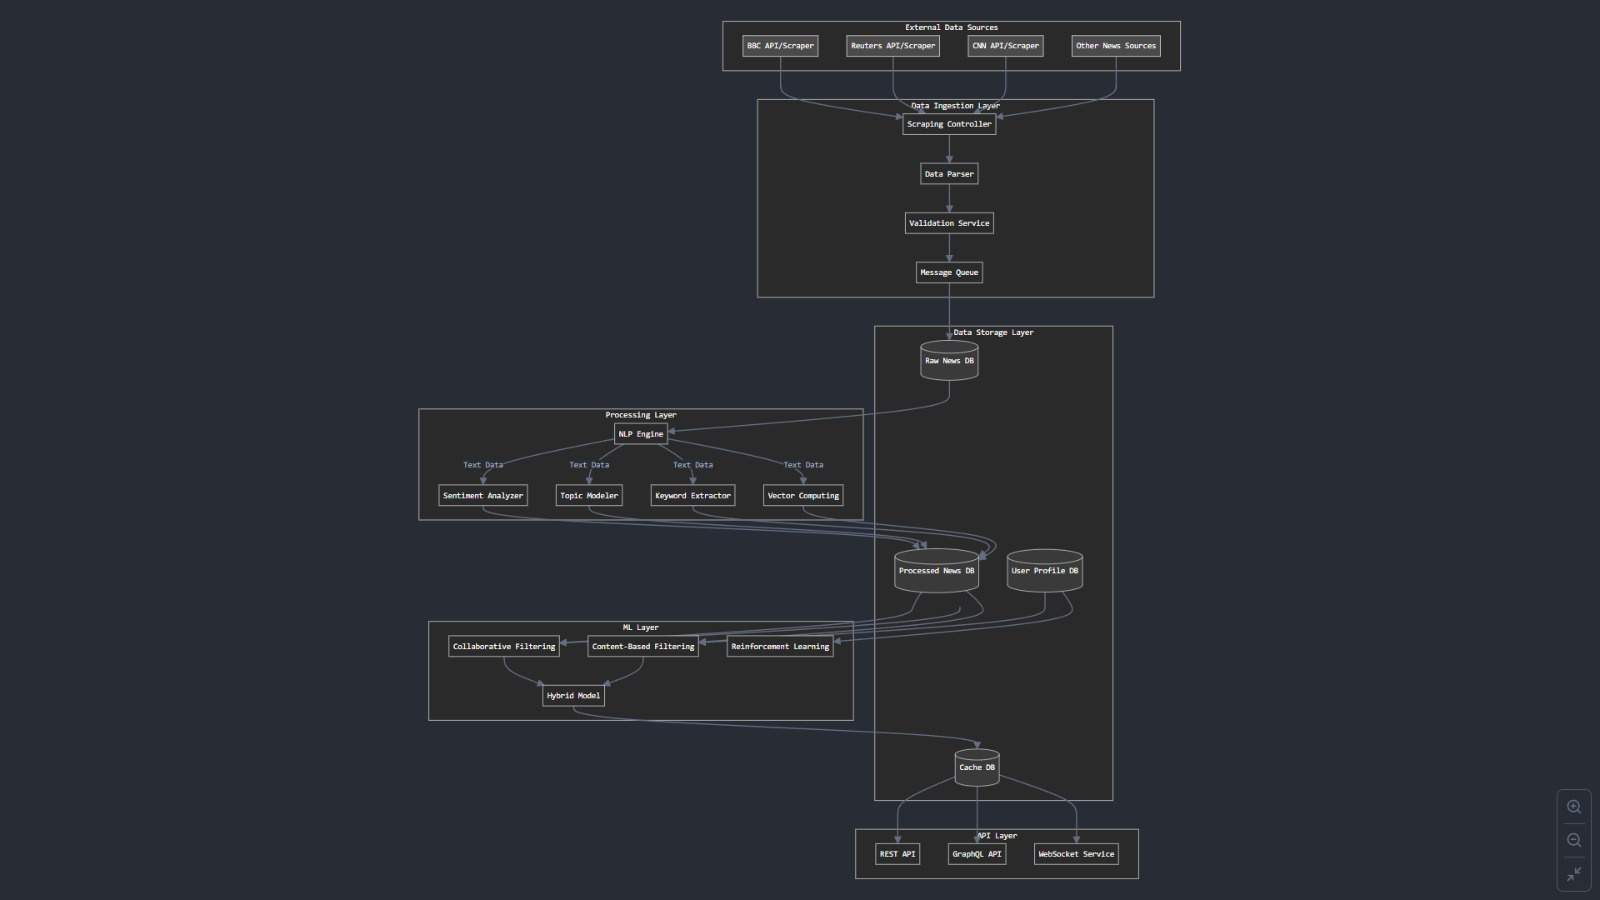 External Data Sources
BBC API/Scraper
Reuters API/Scraper
CNN API/Scraper
Other News Sources
Data Ingestion Layer
Scraping Controller
Data Parser
Validation Service
Message Queue
Data Storage Layer
Raw News DB
Processing Layer
NLP Engine
Text Data
Text Data
Text Data
Text Data
Sentiment Analyzer
Topic Modeler
Keyword Extractor
Vector Computing
Processed News DB
User Profile DB
ML Layer
Collaborative Filtering
Content-Based Filtering
Reinforcement Learning
Hybrid Model
Cache DB
API Layer
REST API
GraphQL API
WebSocket Service